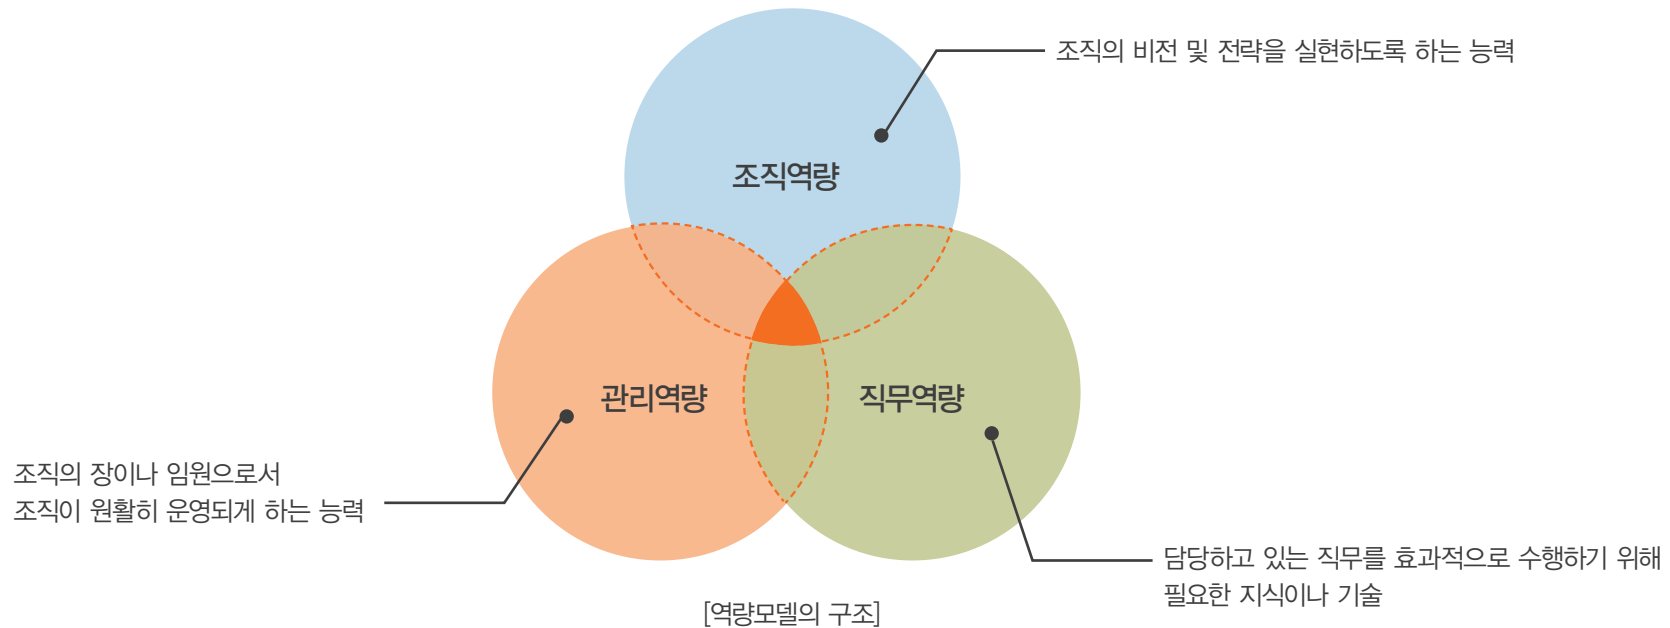 조직의 비전 및 전략을 실현하도록 하는 능력
조직역량
관리역량
직무역량
조직의 장이나 임원으로서
조직이 원활히 운영되게 하는 능력
담당하고 있는 직무를 효과적으로 수행하기 위해
필요한 지식이나 기술
[역량모델의 구조]